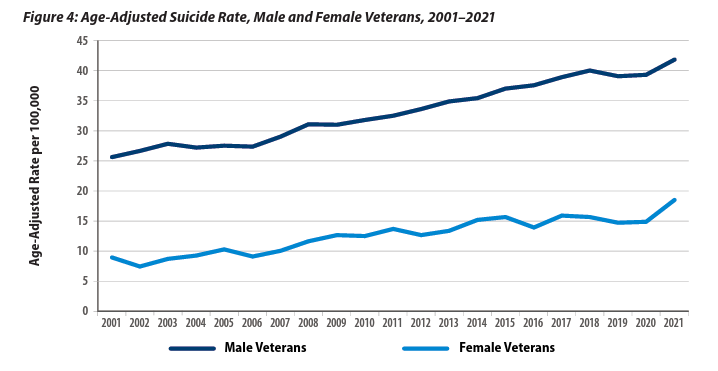 Figure 4: Age-Adjusted Suicide Rate, Male and Female Veterans, 2001–2021
Age-Adjusted Rate per 100,000
45
40
35
30
25
20
15
10
5
0
2001 2002 2003 2004 2005 2006 2007 2008 2009 2010 2011 2012 2013 2014 2015 2016 2017 2018 2019 2020 2021
Male Veterans Female Veterans